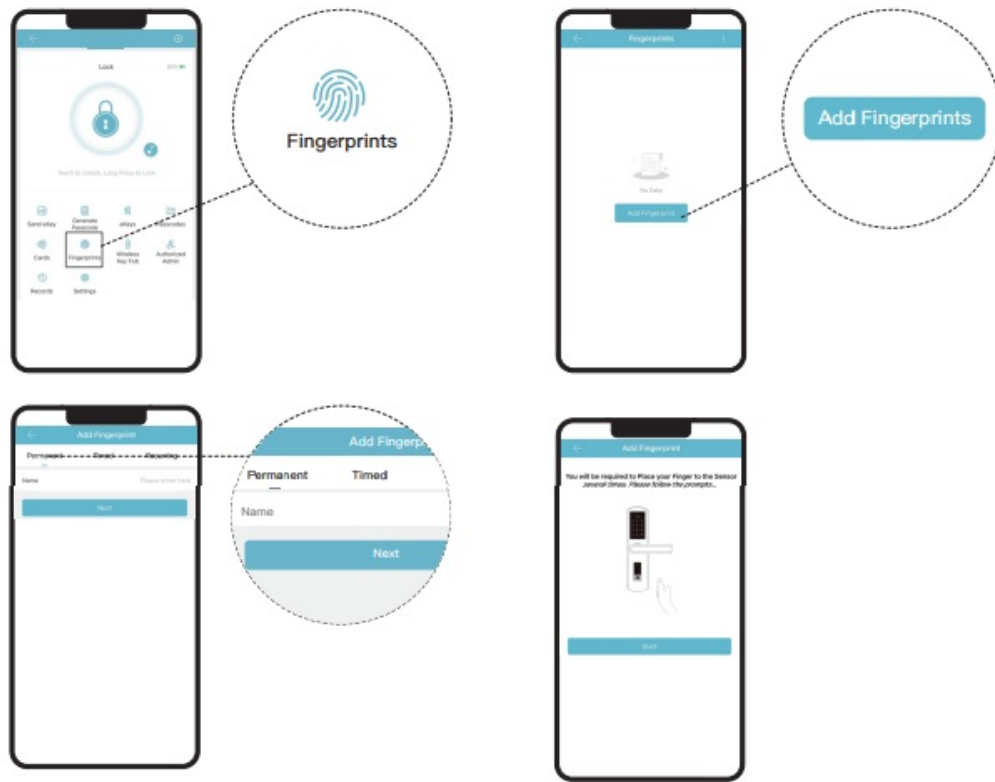 Lock
Touch to Unlock, Long Press to Lock
Send eKey
Generate
Passcode
eKeys
Passcodes
Cards
Fingerprints
Wireless
Key Fob
Authorized
Admin
Records
Settings
Fingerprints
Fingerprints
No Data
Add Fingerprint
Add Fingerprints
Add Fingerprint
Permanent Timed Recurring
Name Please enter here
Next
Add Fingerp
Permanent Timed
Name
Next
Add Fingerprint
You will be required to Place your Finger to the Sensor
several times. Please follow the prompts...
Start